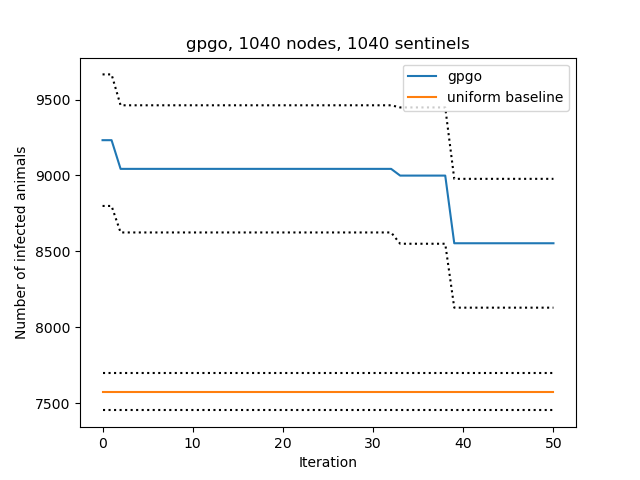 gpgo, 1040 nodes, 1040 sentinels
gpgo
uniform baseline
Number of infected animals
9500
9000
8500
8000
7500
0 10 20 30 40 50
Iteration